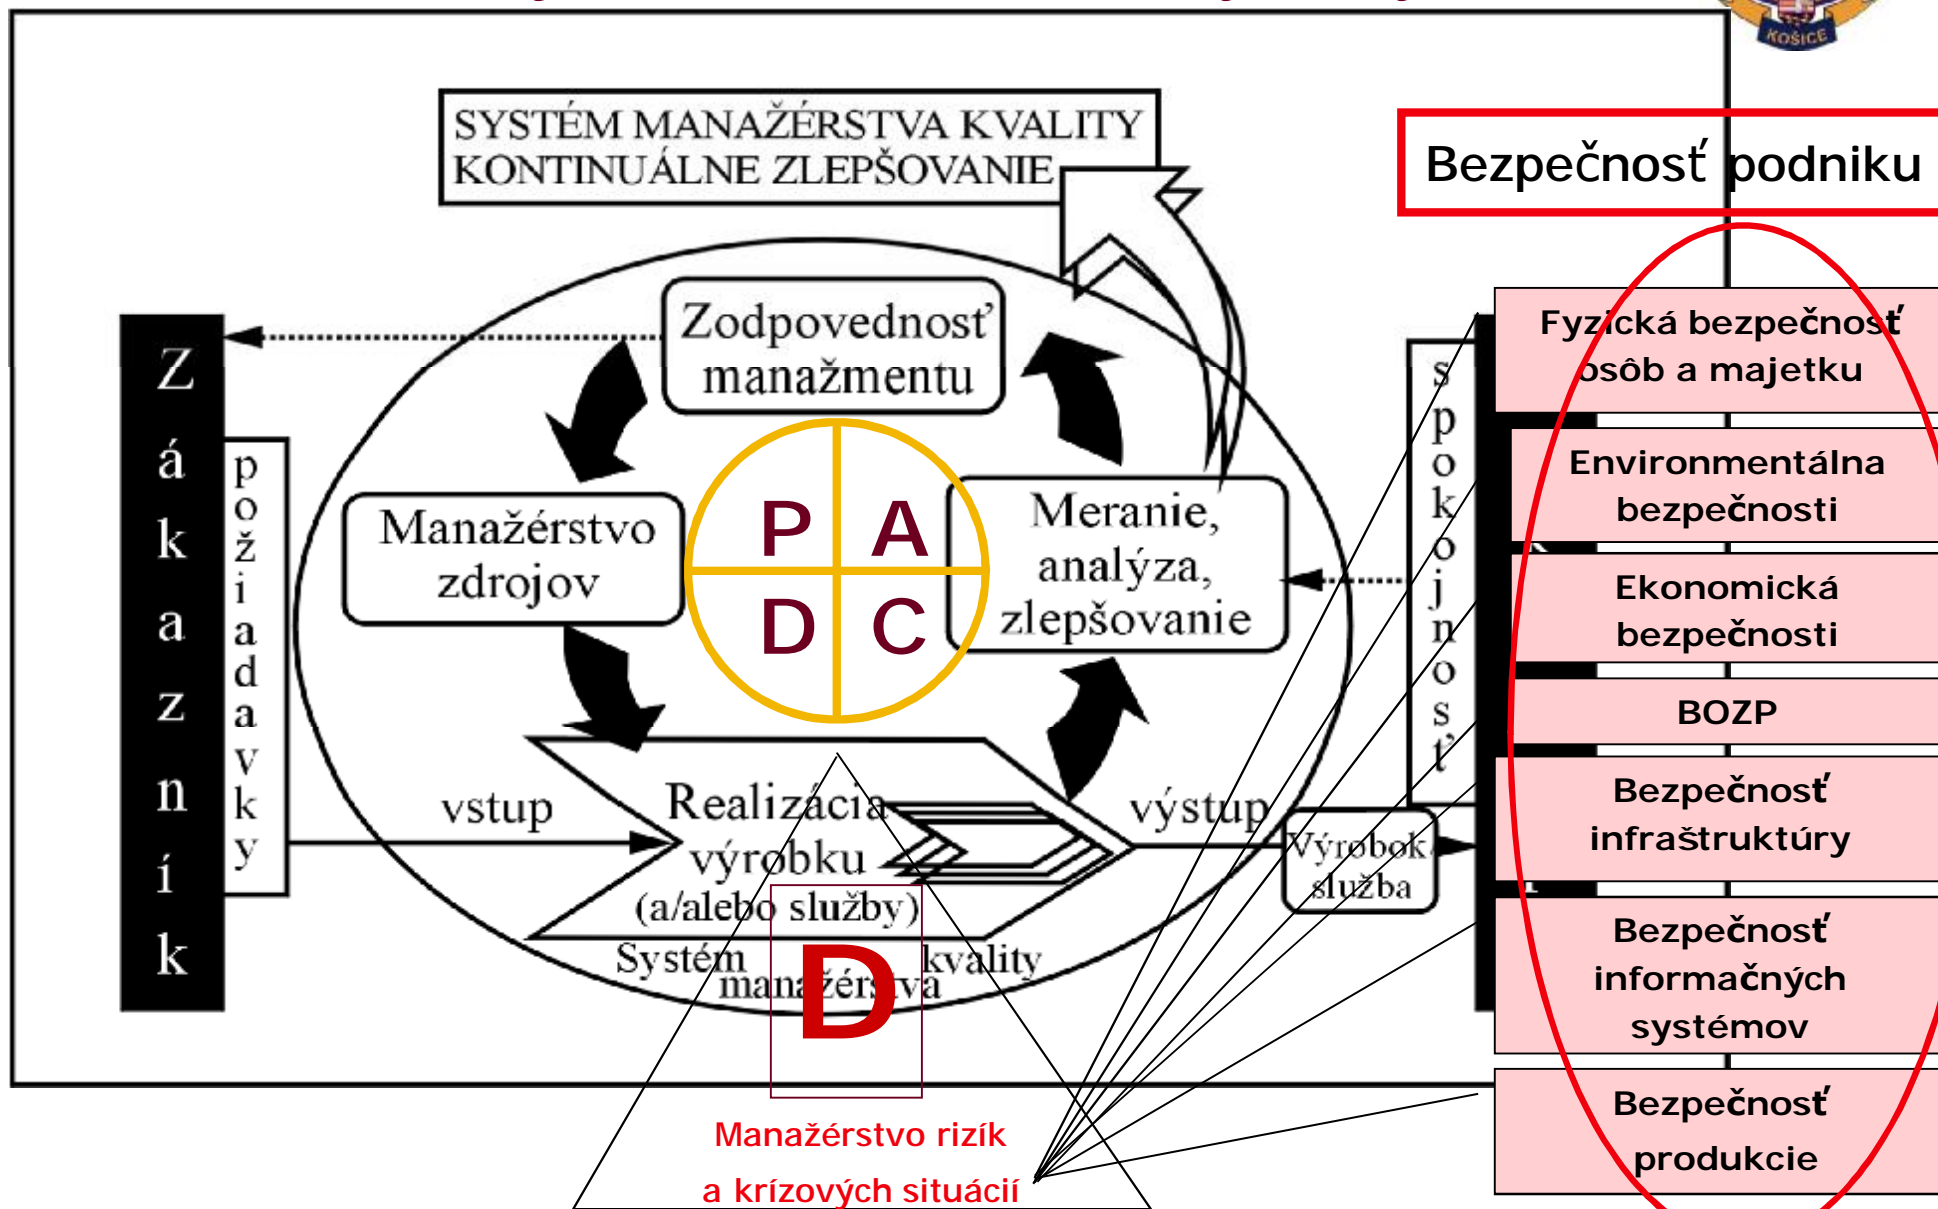 KOŠICE
SYSTÉM MANAŽÉRSTVA KVALITY
KONTINUÁLNE ZLEPŠOVANIE
Bezpečnosť podniku
Zákazník
požiadavky
Zodpovednosť
manažmentu
Manažérstvo
zdrojov
P A
D C
Meranie,
analýza,
zlepšovanie
spokojnosť
vstup
Realizácia
výrobku
(a/alebo služby)
výstup
Výrobok
služba
Systém kvality
manažérstva
D
Manažérstvo rizík
a krízových situácií
Fyzická bezpečnosť
osôb a majetku
Environmentálna
bezpečnosti
Ekonomická
bezpečnosti
BOZP
Bezpečnosť
infraštruktúry
Bezpečnosť
informačných
systémov
Bezpečnosť
produkcie